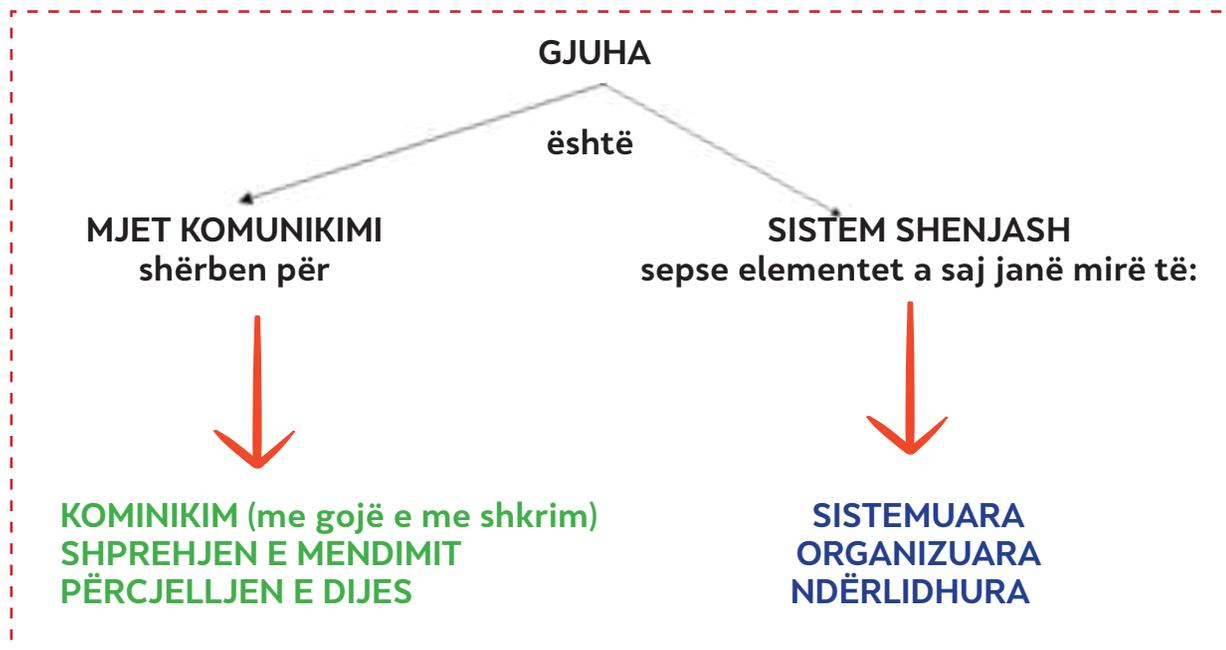 GJUHA
është
MJET KOMUNIKIMI
shërben për
SISTEM SHENJASH
sepse elementet a saj janë mirë të:
KOMINIKIM (me gojë e me shkrim)
SHPREHJEN E MENDIMIT
PËRCJELLJEN E DIJES
SISTEMUARA
ORGANIZUARA
NDËRLIDHURA